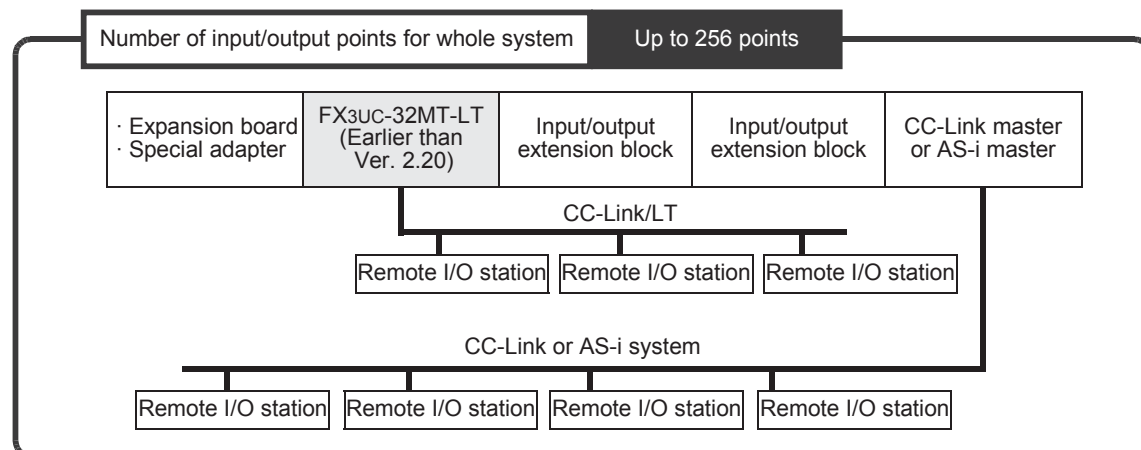 Number of input/output points for whole system
Up to 256 points
· Expansion board
· Special adapter
FX3UC-32MT-LT
(Earlier than
Ver. 2.20)
Input/output
extension block
Input/output
extension block
CC-Link master
or AS-i master
CC-Link/LT
Remote I/O station
Remote I/O station
Remote I/O station
CC-Link or AS-i system
Remote I/O station
Remote I/O station
Remote I/O station
Remote I/O station